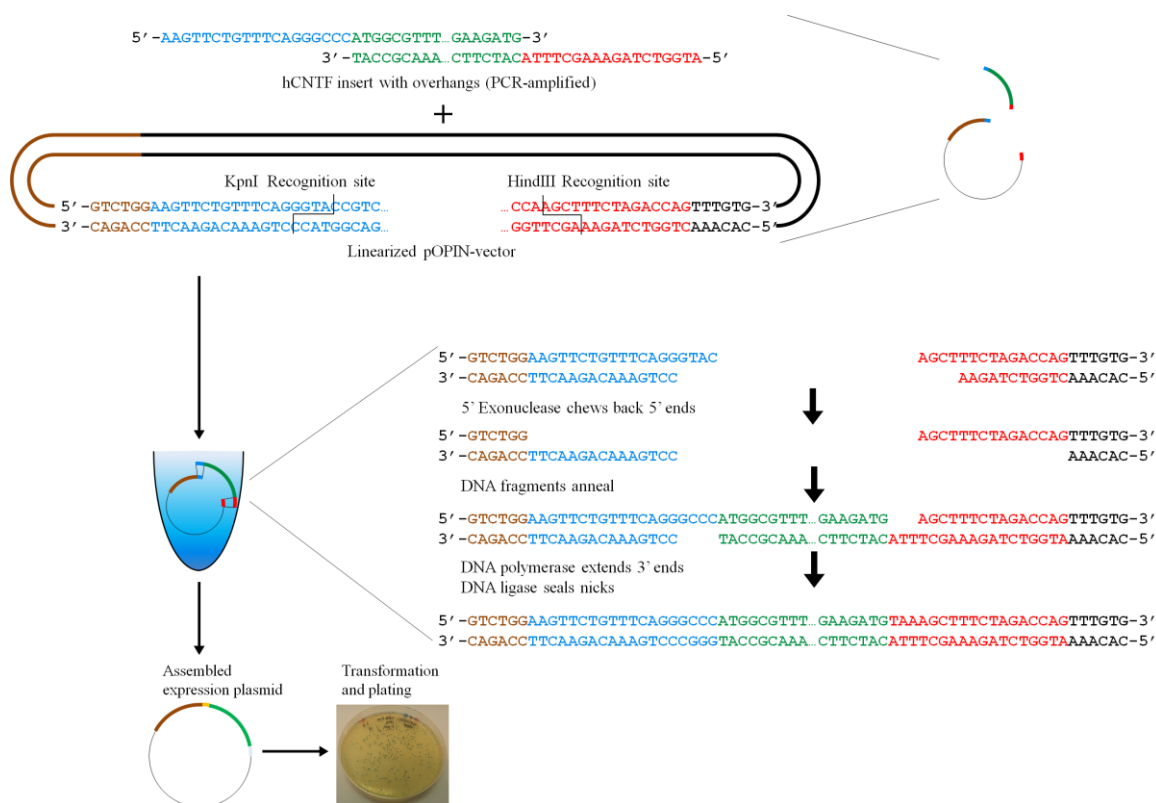 5’-AAGTTCTGTTTCAGGGCCCATGGCGTTT…GAAGATG-3’
3’-TACCGCAAA…CTTCTACATTTCGAAAGATCTGGTA-5’
hCNTF insert with overhangs (PCR-amplified)
+
KpnI Recognition site HindIII Recognition site
5’-GTCTGGAAGTTCTGTTTCAGGGTACCGTC… …CCAAGCTTTCTAGACCAGTTTGTG-3’
3’-CAGACCTTCAAGACAAAGTCCCATGGCAG… GGTTCGAAAGATCTGGTCAAACAC-5’
Linearized pOPIN-vector
5’-GTCTGGAAGTTCTGTTTCAGGGTAC AGCTTTCTAGACCAGTTTGTG-3’
3’-CAGACCTTCAAGACAAAGTCC AAGATCTGGTCAAACAC-5’
5’ Exonuclease chews back 5’ ends
5’-GTCTGG AGCTTTCTAGACCAGTTTGTG-3’
3’-CAGACCTTCAAGACAAAGTCC AAACAC-5’
DNA fragments anneal
5’-GTCTGGAAGTTCTGTTTCAGGGCCCATGGCGTTT…GAAGATG AGCTTTCTAGACCAGTTTGTG-3’
3’-CAGACCTTCAAGACAAAGTCC TACCGCAAA…CTTCTACATTTCGAAAGATCTGGTAAAACAC-5’
DNA polymerase extends 3’ ends
DNA ligase seals nicks
5’-GTCTGGAAGTTCTGTTTCAGGGCCCATGGCGTTT…GAAGATGTAAAGCTTTCTAGACCAGTTTGTG-3’
3’-CAGACCTTCAAGACAAAGTCCCGGGTACCGCAAA…CTTCTACATTTCGAAAGATCTGGTAAAACAC-5’
Assembled
expression plasmid
Transformation
and plating